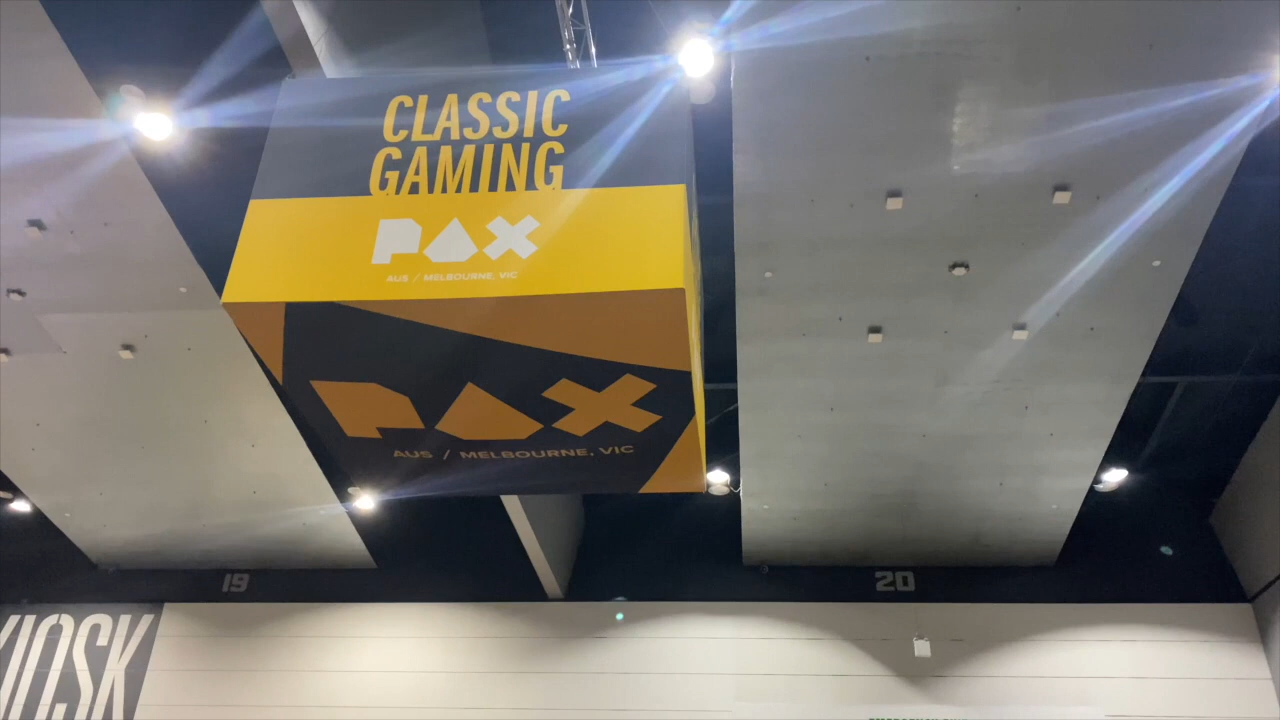 CLASSIC
GAMING
PAX
AUS / MELBOURNE, VIC
PAX
AUS / MELBOURNE, VIC
19
20
KIOSK